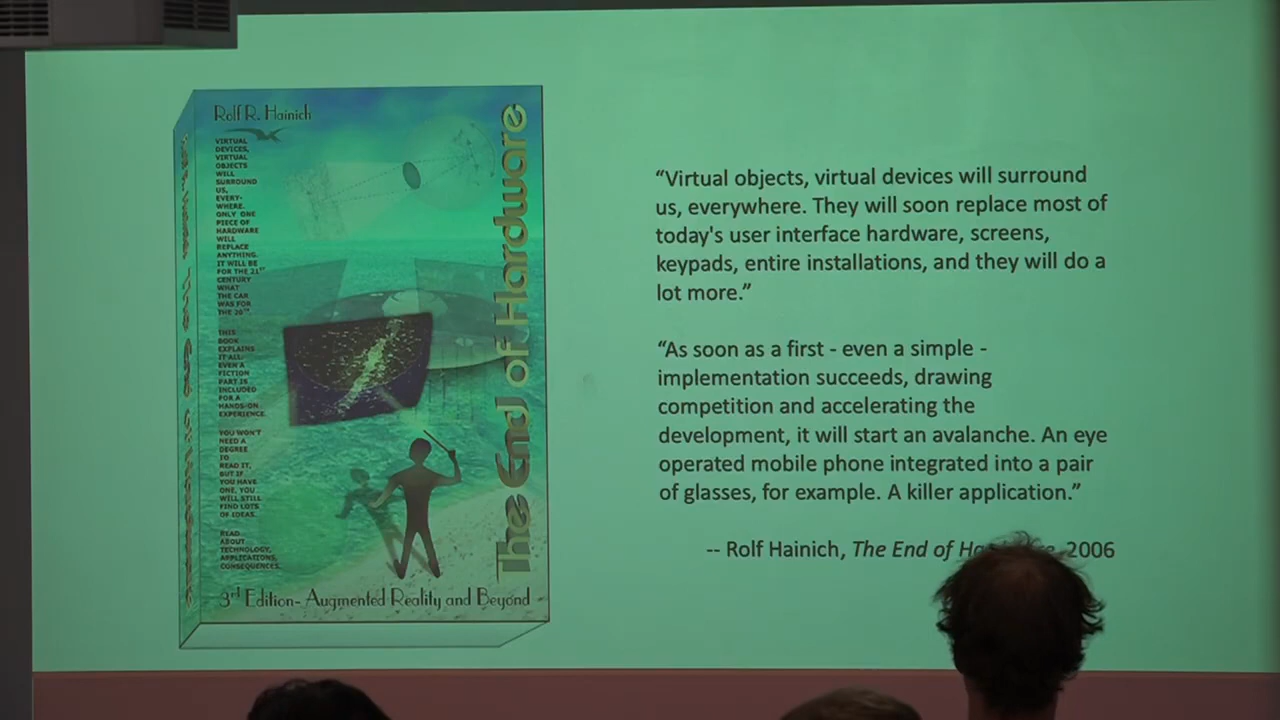 Rolf R. Hainich
VIRTUAL
DEVICES,
VIRTUAL
OBJECTS
WILL
SURROUND
US,
EVERY-
WHERE.
ONLY ONE
PIECE OF
HARDWARE
WILL
REPLACE
ANYTHING.
IT WILL BE
FOR THE 21ST
CENTURY
WHAT
THE CAR
WAS FOR
THE 20TH.
THIS
BOOK
EXPLAINS
IT ALL.
EVEN A
FICTION
PART IS
INCLUDED
FOR A
HANDS-ON
EXPERIENCE.
YOU WON'T
NEED A
DEGREE
TO
READ IT,
BUT IF
YOU HAVE
ONE, YOU
WILL STILL
FIND LOTS
OF IDEAS.
READ
ABOUT
TECHNOLOGY,
APPLICATIONS,
CONSEQUENCES.
The End of Hardware
3rd Edition- Augmented Reality and Beyond
“Virtual objects, virtual devices will surround
us, everywhere. They will soon replace most of
today's user interface hardware, screens,
keypads, entire installations, and they will do a
lot more.”
“As soon as a first - even a simple -
implementation succeeds, drawing
competition and accelerating the
development, it will start an avalanche. An eye
operated mobile phone integrated into a pair
of glasses, for example. A killer application.”
-- Rolf Hainich, The End of 2006